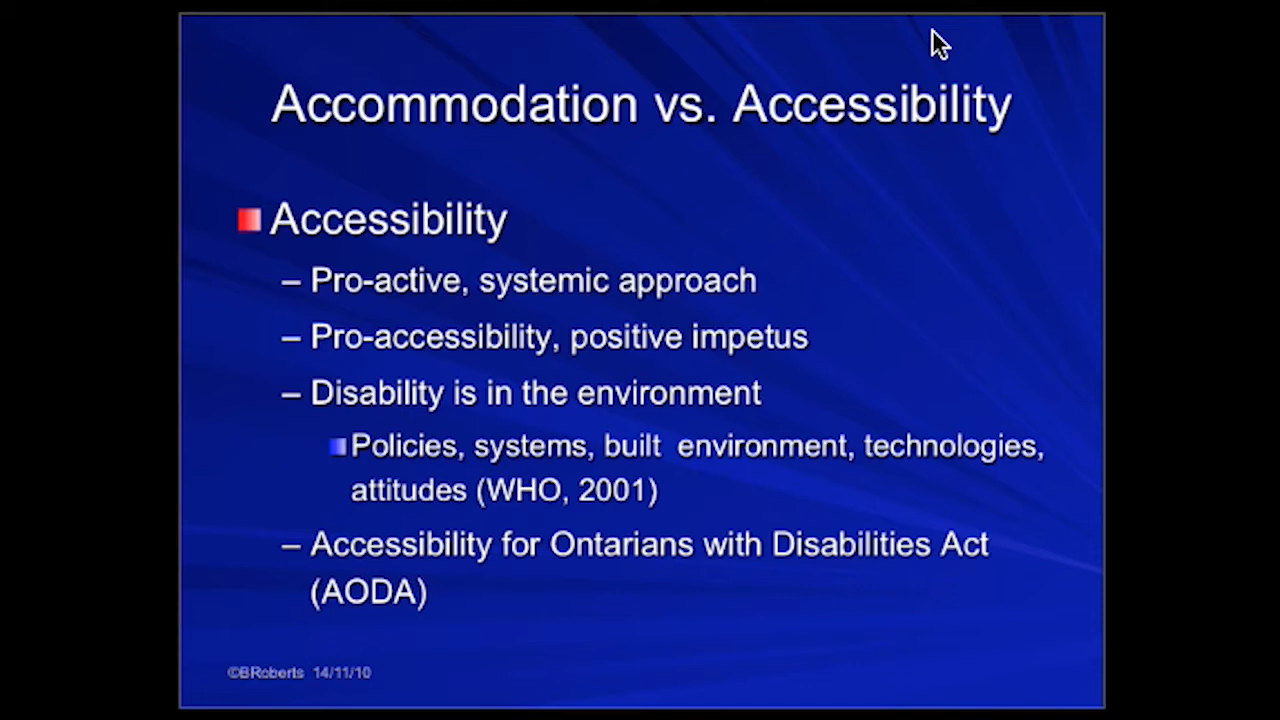 Accommodation vs. Accessibility
Accessibility
– Pro-active, systemic approach
– Pro-accessibility, positive impetus
– Disability is in the environment
Policies, systems, built environment, technologies,
attitudes (WHO, 2001)
– Accessibility for Ontarians with Disabilities Act
(AODA)
©BRoberts 14/11/10